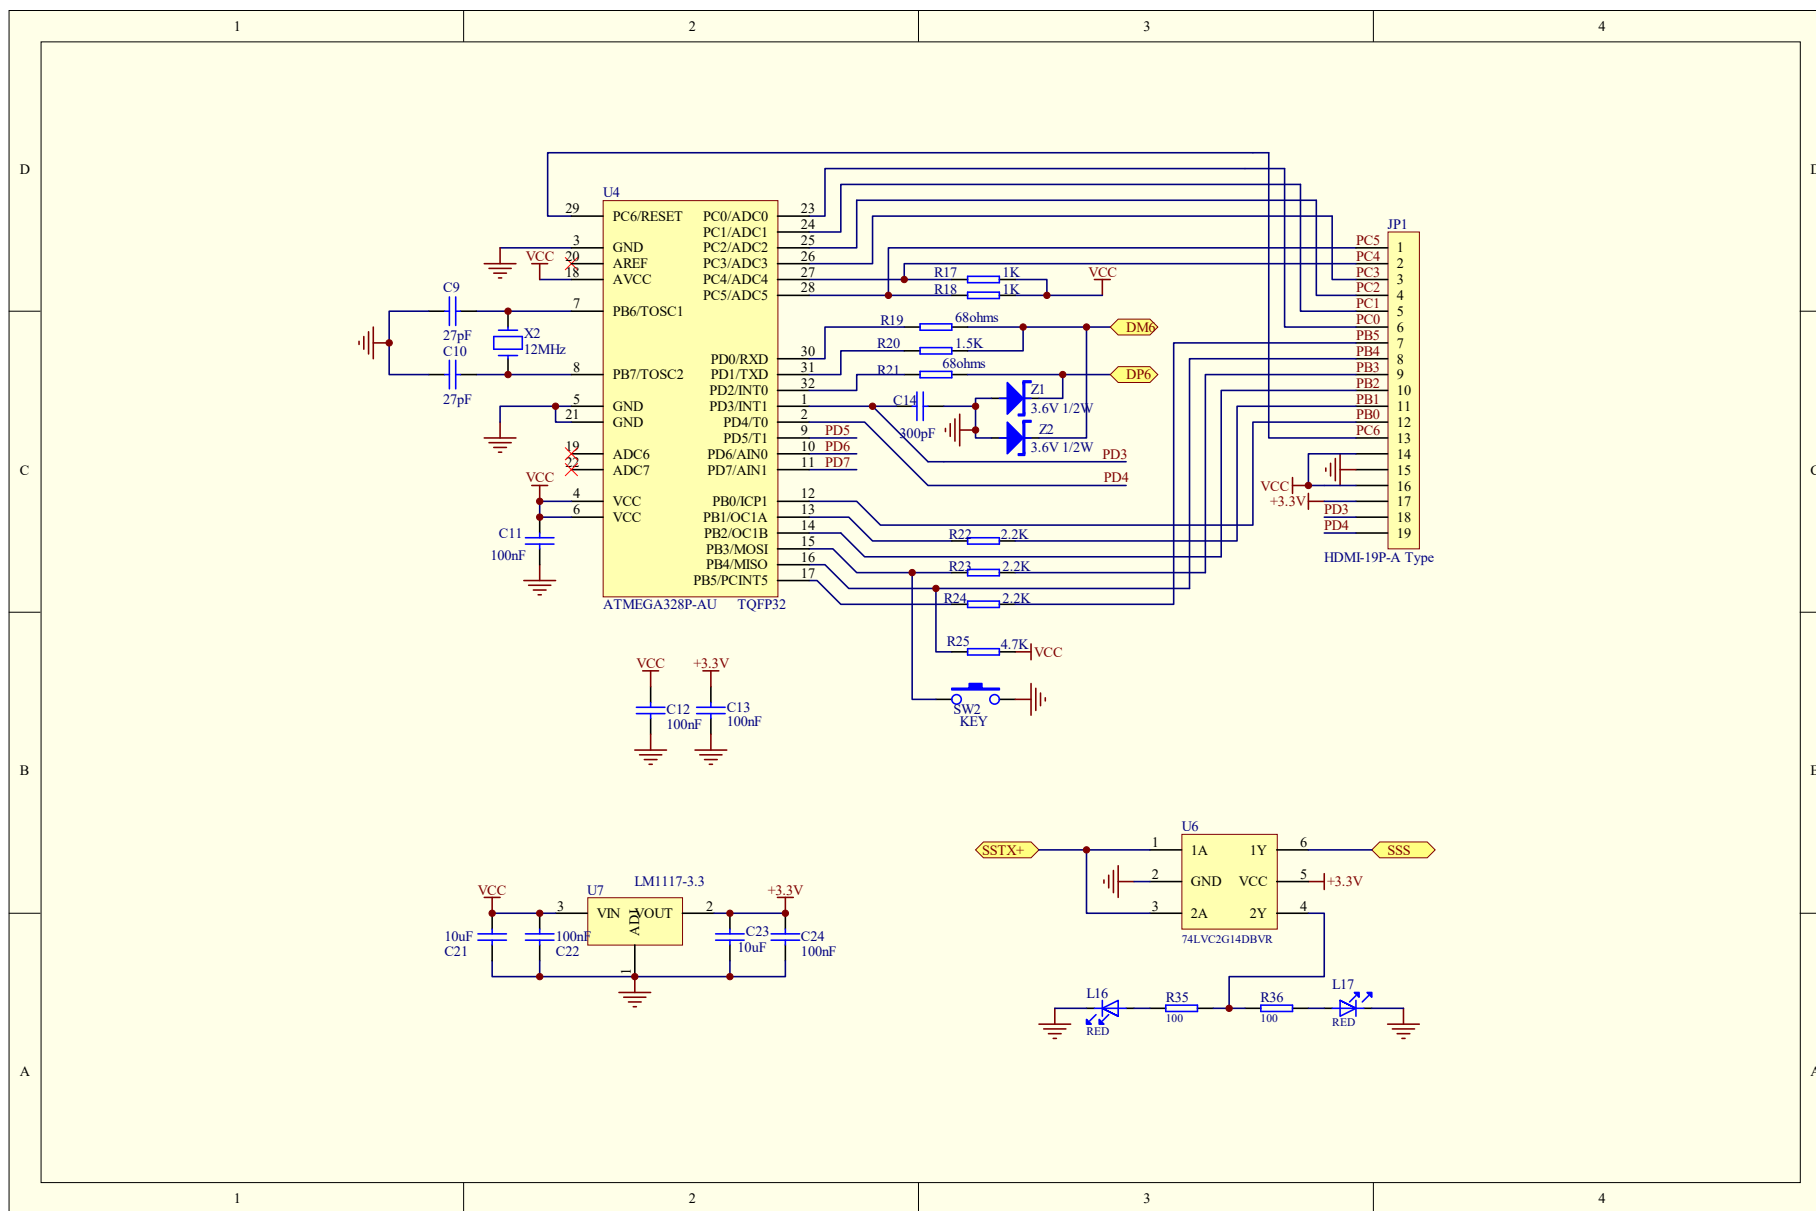 1 2 3 4
D
C
B
A
D
C
A
U4
29 PC6/RESET
3 GND
20 AREF
18 AVCC
VCC
7 PB6/TOSC1
8 PB7/TOSC2
5 GND
21 GND
19 ADC6
22 ADC7
VCC
4 VCC
6 VCC
PC0/ADC0 23
PC1/ADC1 24
PC2/ADC2 25
PC3/ADC3 26
PC4/ADC4 27
PC5/ADC5 28
PD0/RXD 30
PD1/TXD 31
PD2/INT0 32
PD3/INT1 1
PD4/T0 2
PD5/T1 9 PD5
PD6/AIN0 10 PD6
PD7/AIN1 11 PD7
PB0/ICP1 12
PB1/OC1A 13
PB2/OC1B 14
PB3/MOSI 15
PB4/MISO 16
PB5/PCINT5 17
ATMEGA328P-AU TQFP32
C9
27pF
C10
27pF
X2
12MHz
C11
100nF
R17 1K
R18 1K
VCC
R19 68ohms
R20 1.5K
R21 68ohms
DM6
DP6
C14
300pF
Z1
3.6V 1/2W
Z2
3.6V 1/2W
PD3
PD4
R22 2.2K
R23 2.2K
R24 2.2K
R25 4.7K VCC
SW2
KEY
JP1
PC5 1
PC4 2
PC3 3
PC2 4
PC1 5
PC0 6
PB5 7
PB4 8
PB3 9
PB2 10
PB1 11
PB0 12
PC6 13
14
15
VCC 16
+3.3V 17
PD3 18
PD4 19
HDMI-19P-A Type
VCC +3.3V
C12
100nF
C13
100nF
U7 LM1117-3.3
VCC
3 VIN VOUT 2
ADJ
1
+3.3V
10uF
C21
100nF
C22
C23
10uF
C24
100nF
U6
SSTX+ 1 1A 1Y 6 SSS
2 GND VCC 5 +3.3V
3 2A 2Y 4
74LVC2G14DBVR
L16
RED
R35
100
R36
100
L17
RED
1 2 3 4